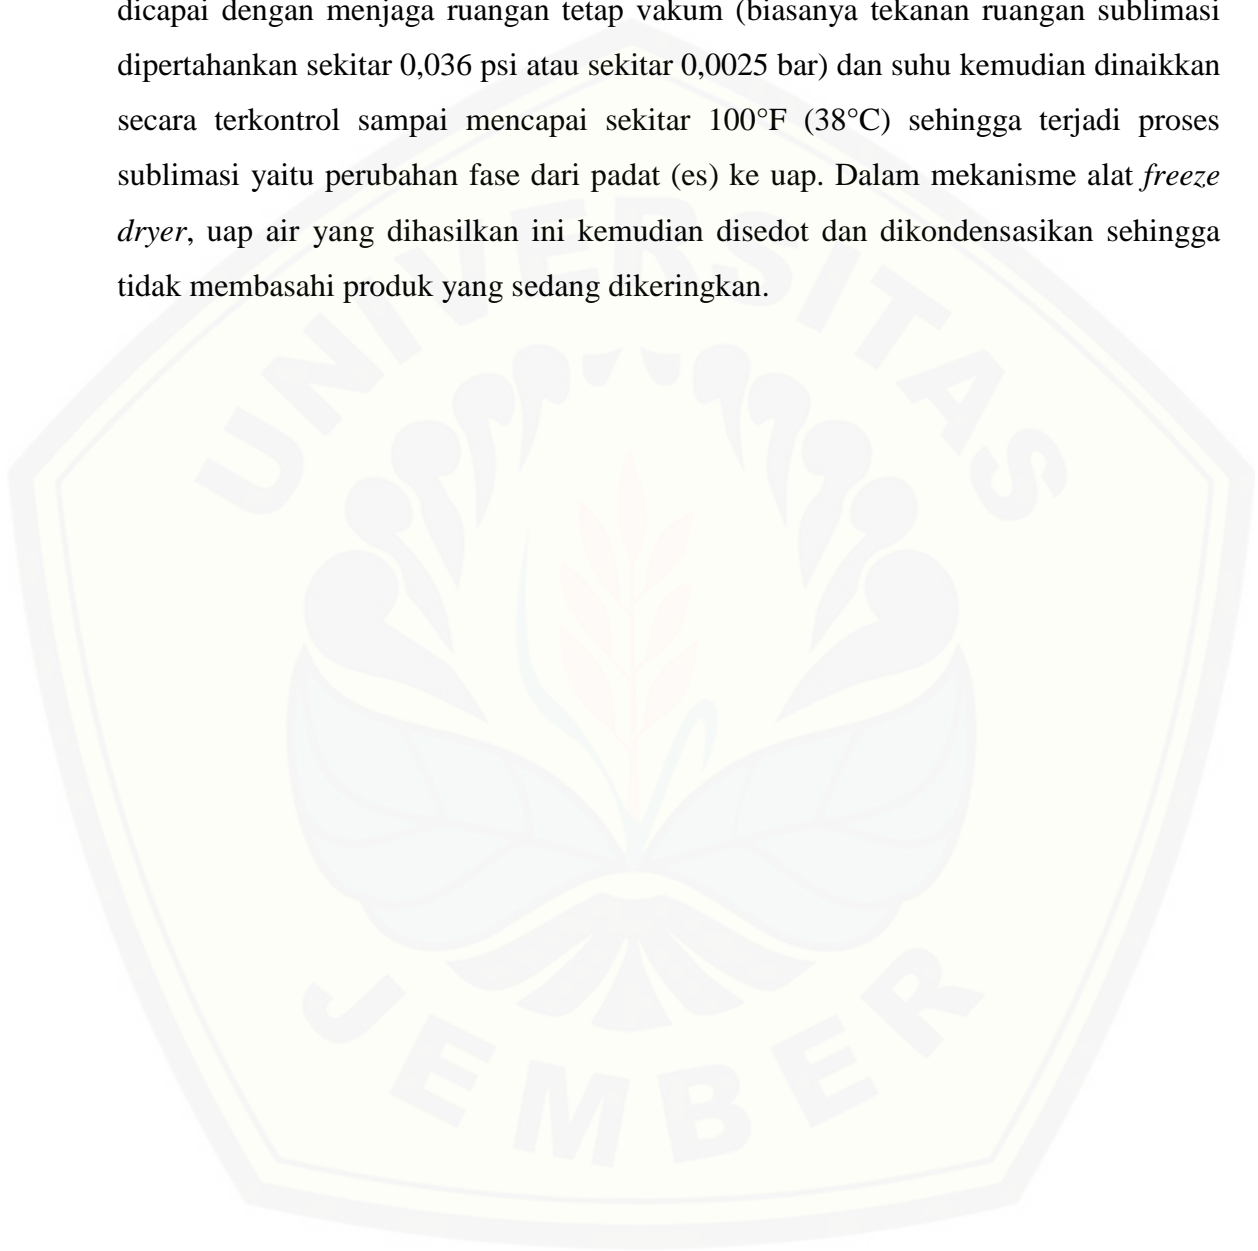 dicapai dengan menjaga ruangan tetap vakum (biasanya tekanan ruangan sublimasi
dipertahankan sekitar 0,036 psi atau sekitar 0,0025 bar) dan suhu kemudian dinaikkan
secara terkontrol sampai mencapai sekitar 100°F (38°C) sehingga terjadi proses
sublimasi yaitu perubahan fase dari padat (es) ke uap. Dalam mekanisme alat freeze
dryer, uap air yang dihasilkan ini kemudian disedot dan dikondensasikan sehingga
tidak membasahi produk yang sedang dikeringkan.
UNIVERSITAS
JEMBER